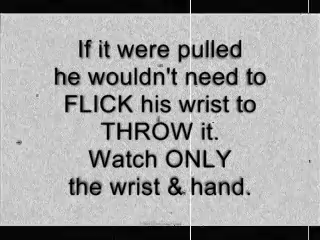 If it were pulled
he wouldn't need to
FLICK his wrist to
THROW it.
Watch ONLY
the wrist & hand.